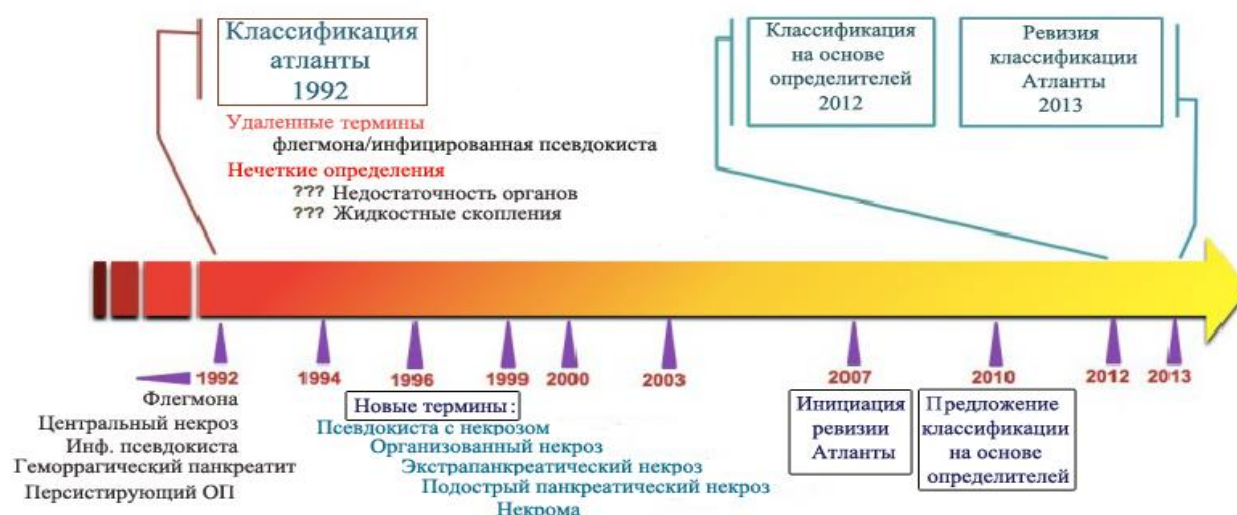 Классификация
атланты
1992
Классификация
на основе
определителей
2012
Ревизия
классификации
Атланты
2013
Удаленные термины
флегмона/инфицированная псевдокиста
Нечеткие определения
??? Недостаточность органов
??? Жидкостные скопления
1992
1994
1996
1999
2000
2003
2007
2010
2012
2013
Флегмона
Центральный некроз
Инф. псевдокиста
Геморрагический панкреатит
Персистирующий ОП
Новые термины:
Псевдокиста с некрозом
Организованный некроз
Экстрапанкреатический некроз
Подострый панкреатический некроз
Некрома
Инициация
ревизии
Атланты
Предложение
классификации
на основе
определителей